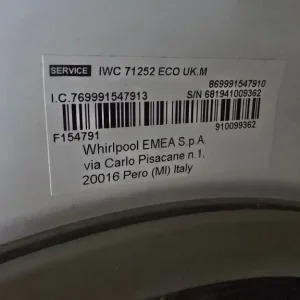 SERVICE IWC 71252 ECO UK.M
869991547910
I.C.769991547913 S/N 681941009362
F154791 910099362
Whirlpool EMEA S.p.A.
via Carlo Pisacane n.1,
20016 Pero (MI) Italy